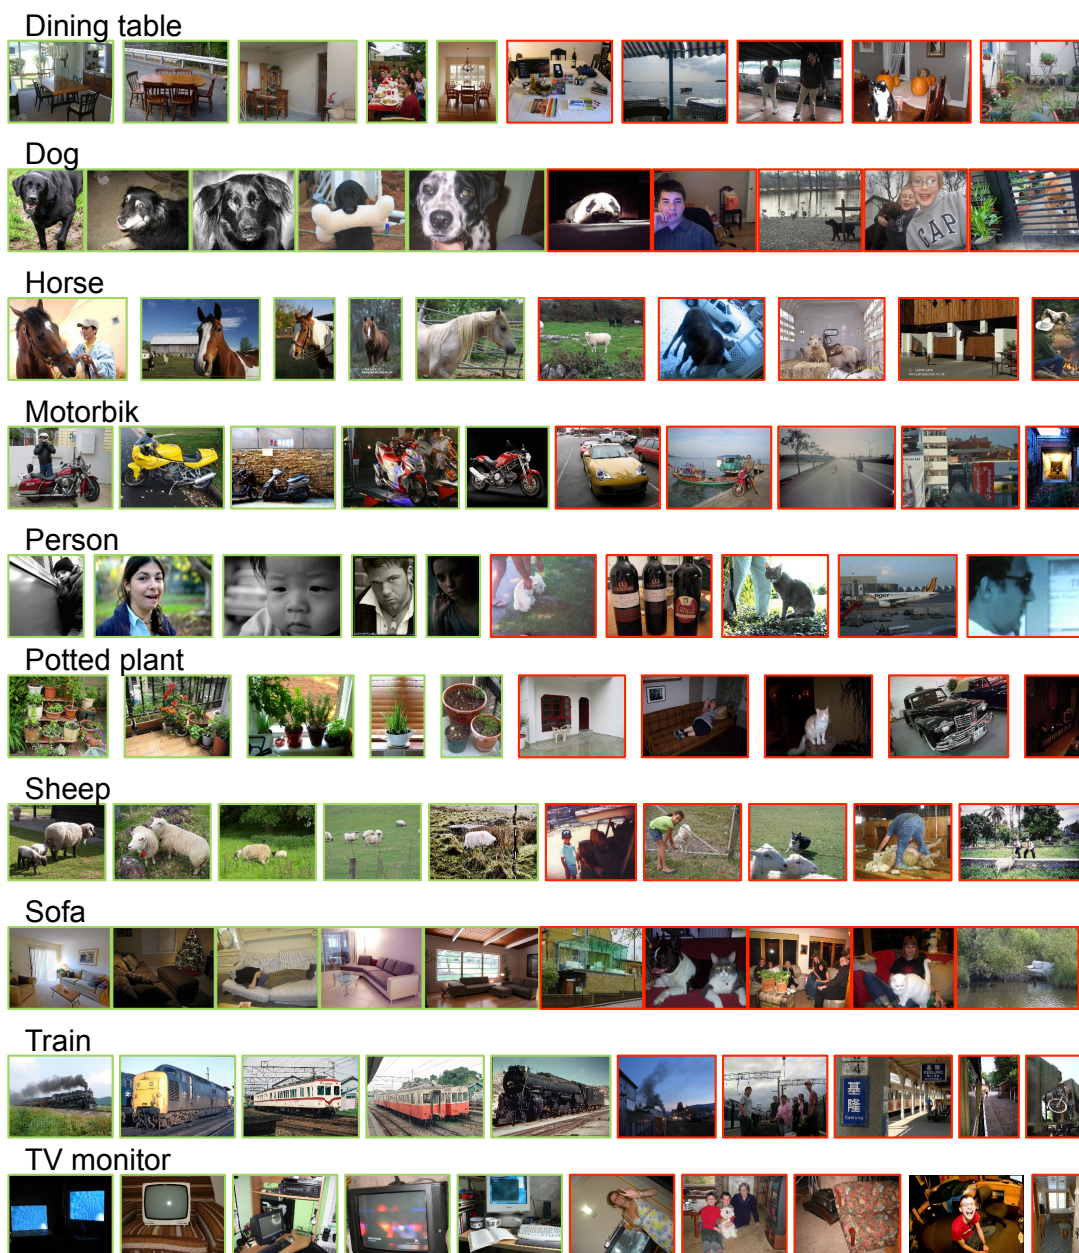 Dining table
Dog
GAP
Horse
Motorbik
Person
Potted plant
Sheep
Sofa
Train
基隆
TV monitor